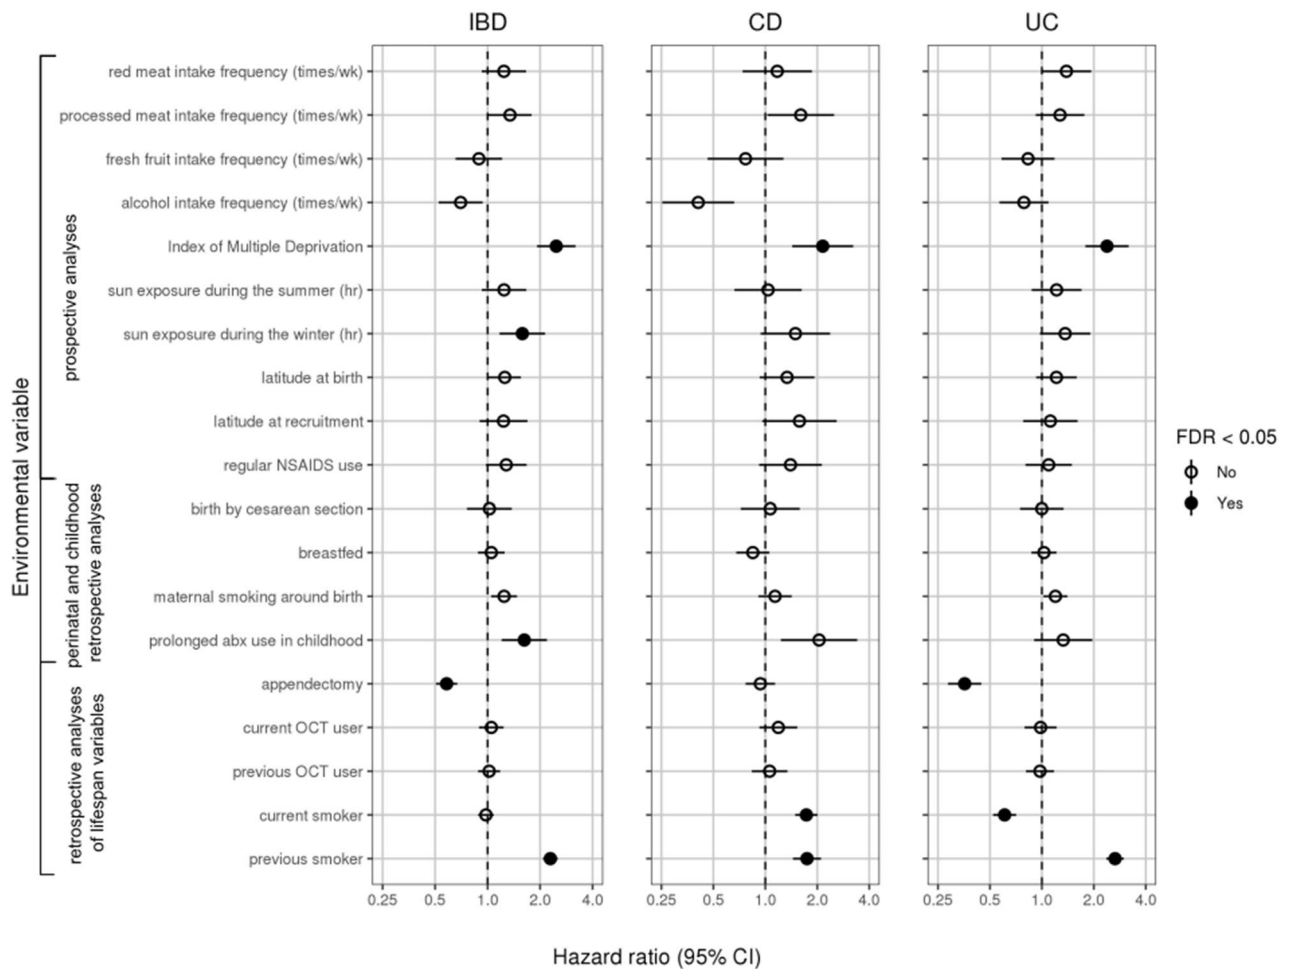 IBD
CD
UC
Environmental variable
prospective analyses
red meat intake frequency (times/wk)
processed meat intake frequency (times/wk)
fresh fruit intake frequency (times/wk)
alcohol intake frequency (times/wk)
Index of Multiple Deprivation
sun exposure during the summer (hr)
sun exposure during the winter (hr)
latitude at birth
latitude at recruitment
regular NSAIDS use
perinatal and childhood
retrospective analyses
birth by cesarean section
breastfed
maternal smoking around birth
prolonged abx use in childhood
retrospective analyses
of lifespan variables
appendectomy
current OCT user
previous OCT user
current smoker
previous smoker
0.25 0.5 1.0 2.0 4.0
0.25 0.5 1.0 2.0 4.0
0.25 0.5 1.0 2.0 4.0
Hazard ratio (95% CI)
FDR < 0.05
No
Yes